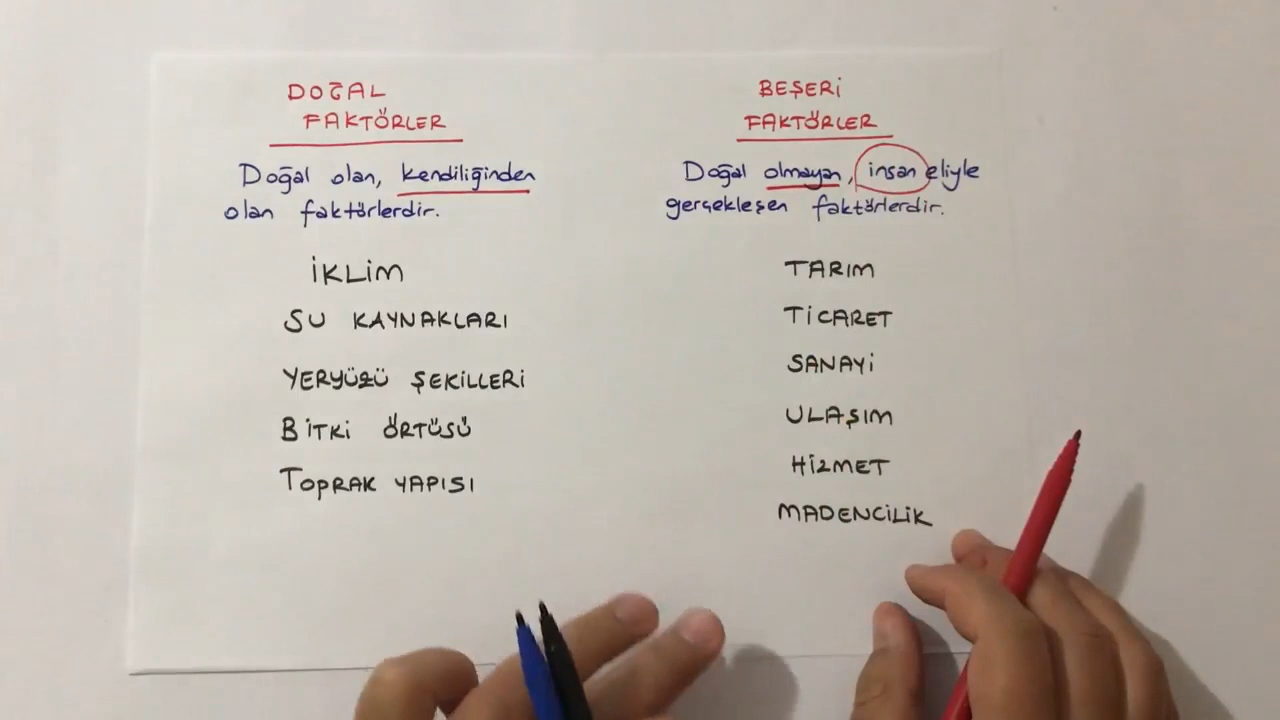 DOĞAL
FAKTÖRLER
Doğal olan, kendiliğinden
olan faktörlerdir.
İKLİM
SU KAYNAKLARI
YERYÜZÜ ŞEKİLLERİ
BİTKİ ÖRTÜSÜ
TOPRAK YAPISI
BEŞERİ
FAKTÖRLER
Doğal olmayan, insan eliyle
gerçekleşen faktörlerdir.
TARIM
TİCARET
SANAYİ
ULAŞIM
HİZMET
MADENCİLİK